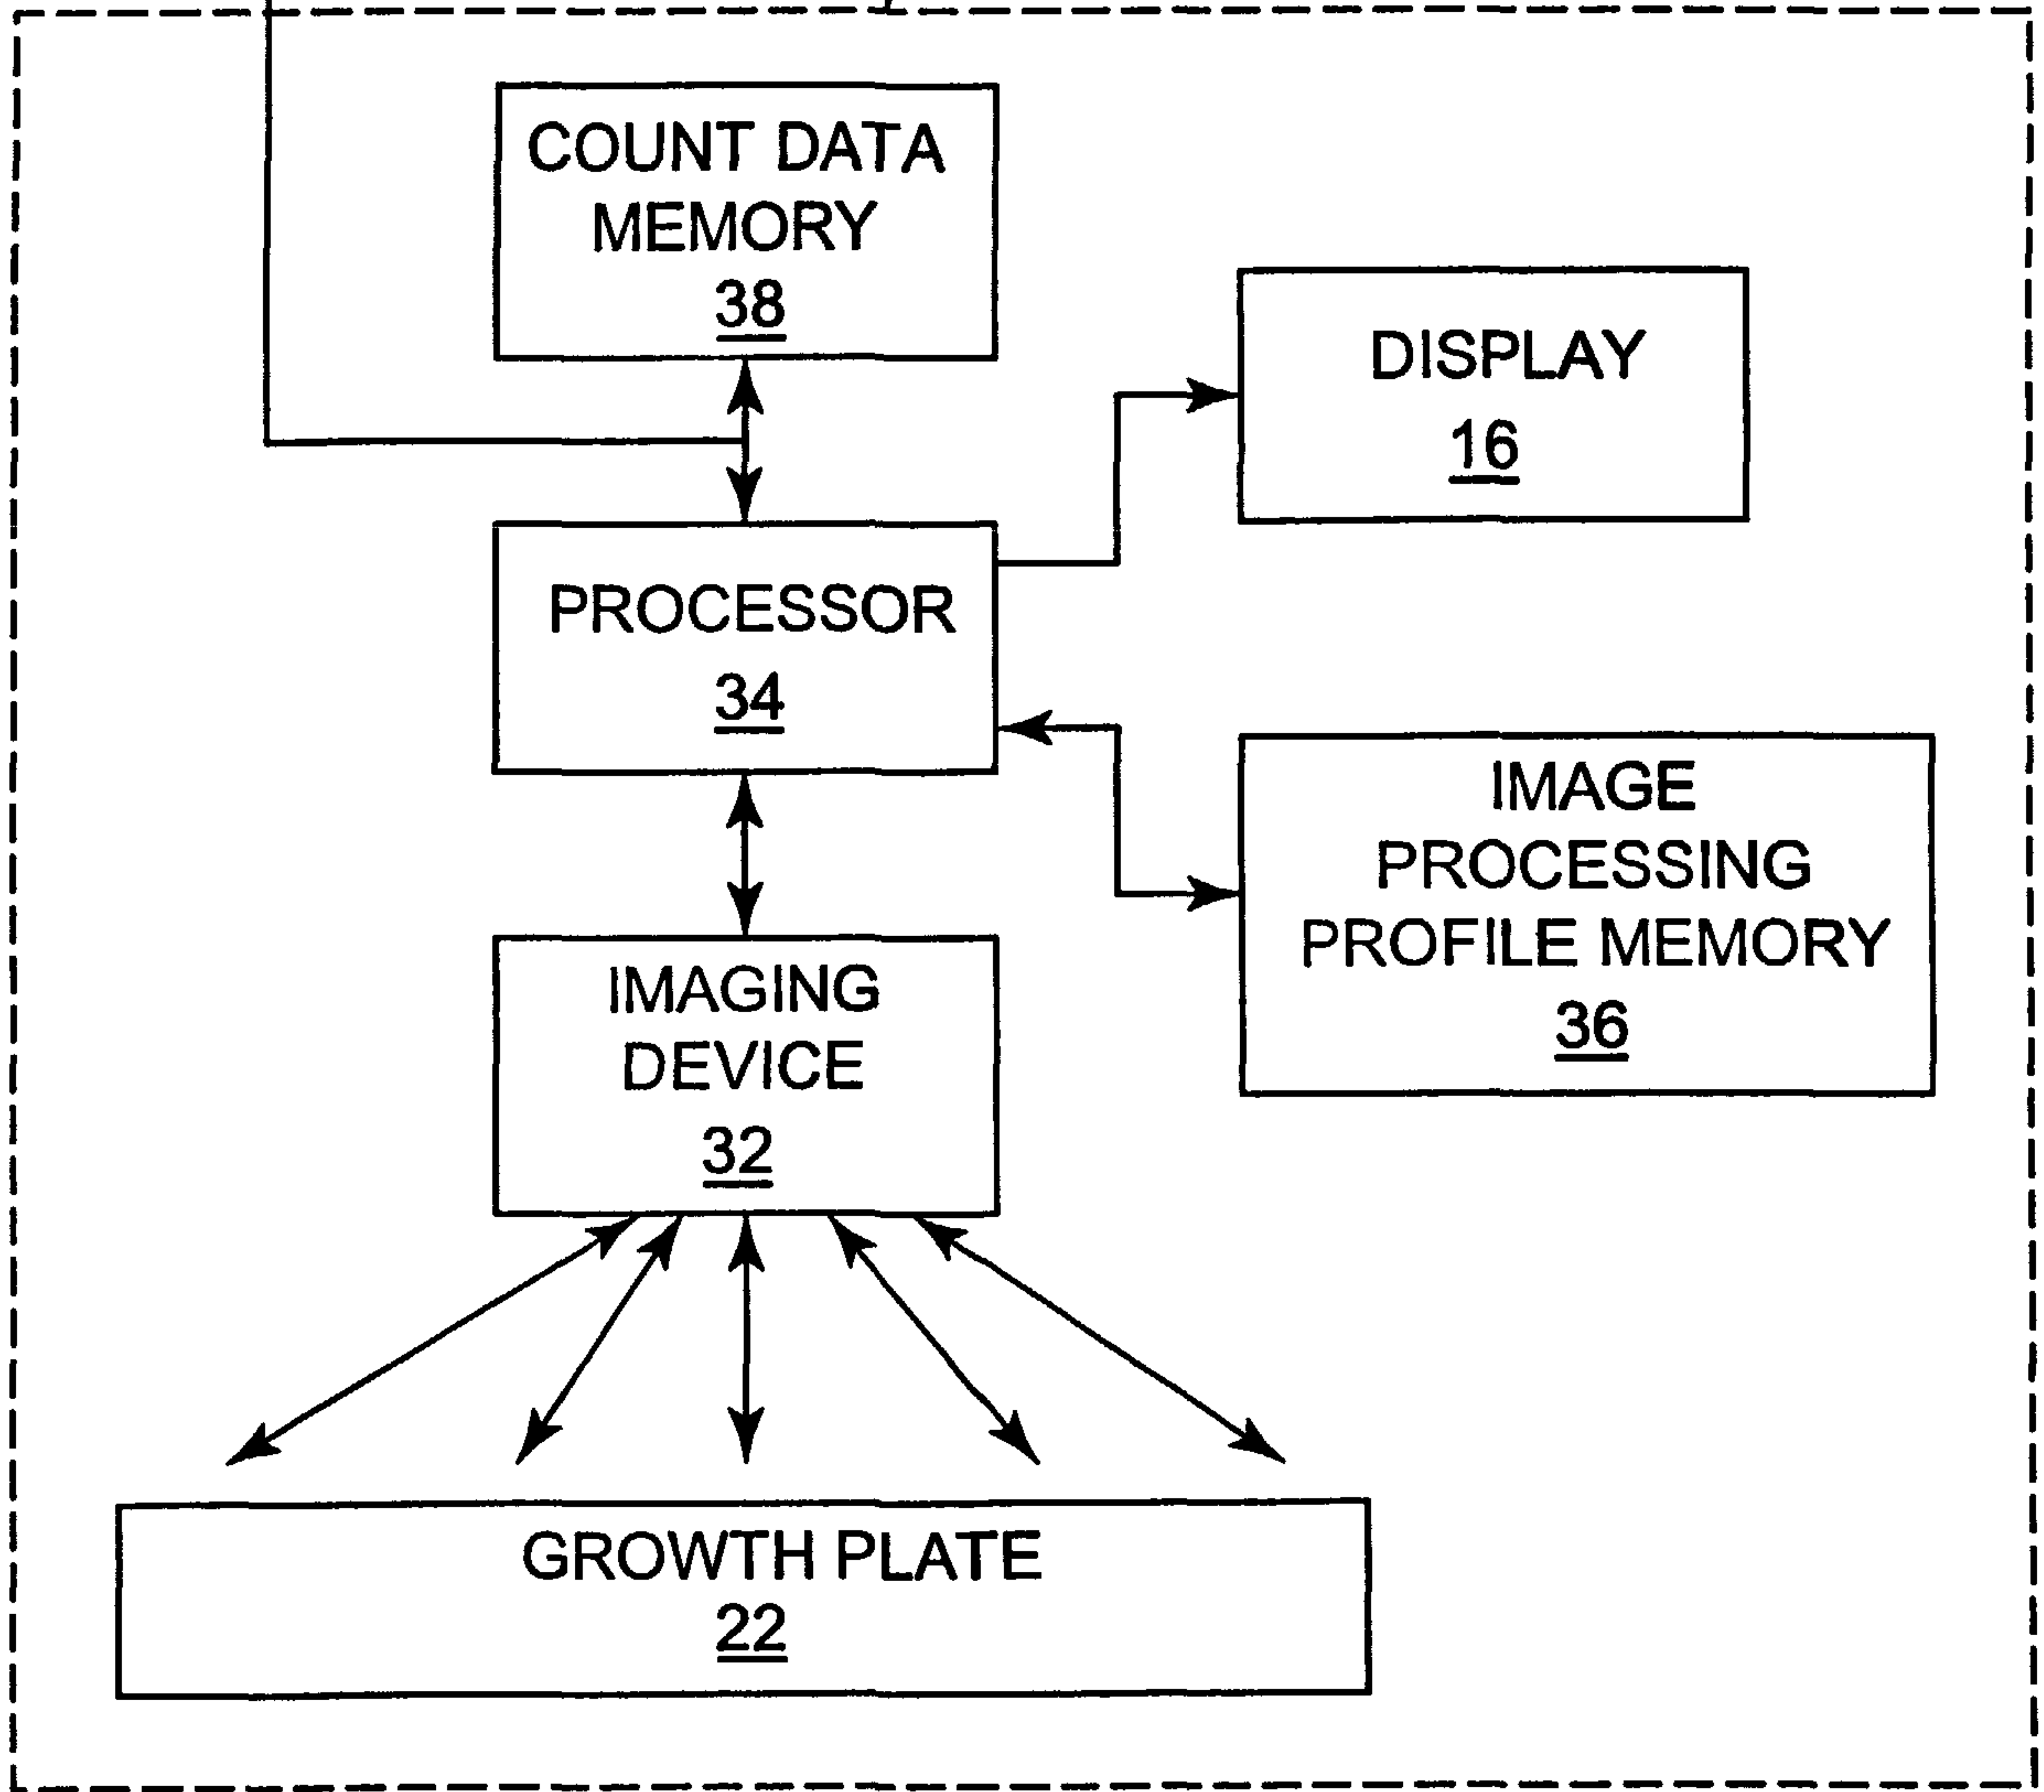 COUNT DATA
MEMORY
38
DISPLAY
16
PROCESSOR
34
IMAGE
PROCESSING
PROFILE MEMORY
36
IMAGING
DEVICE
32
GROWTH PLATE
22